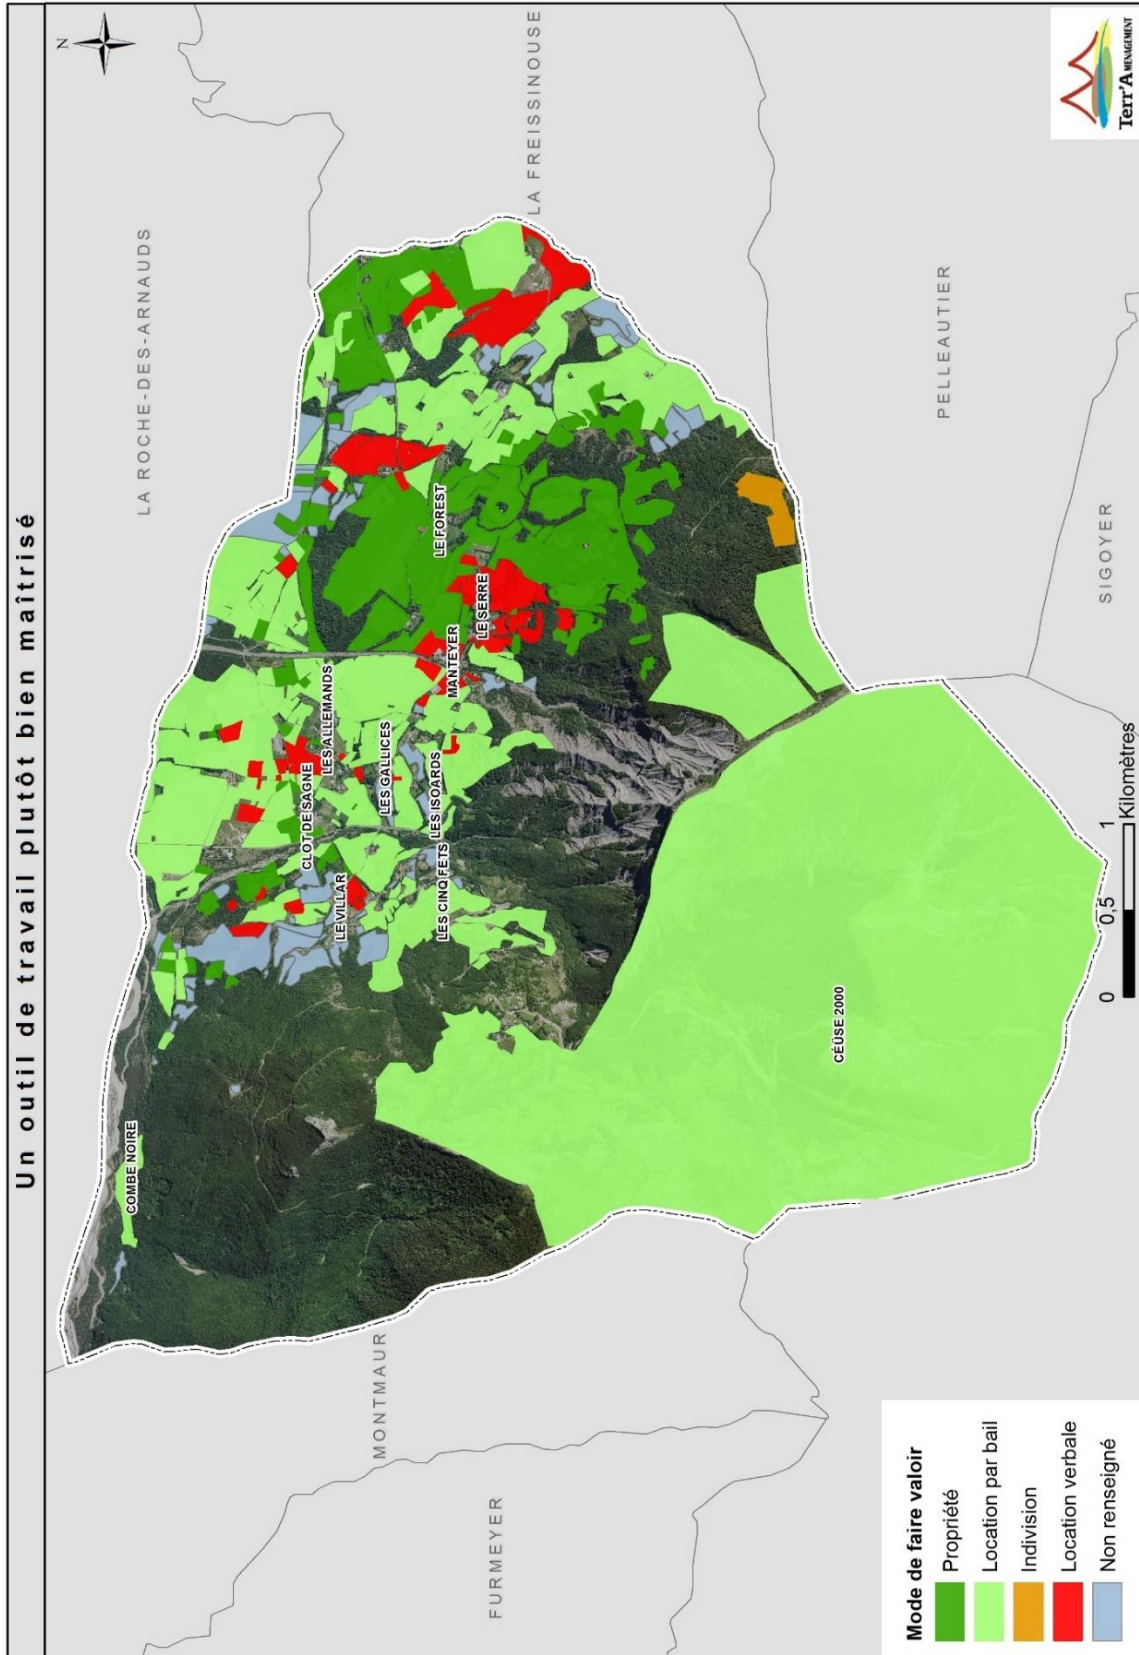 Un outil de travail plutôt bien maîtrisé
N
LA ROCHE-DES-ARNAUDS
LA FREISSINOUSE
PELLEAUTIER
SIGOYER
MONTMAUR
FURMEYER
COMBE NOIRE
LE VILLAR
CLOT DE SAGNE
LES ALLEMANDS
LES GALLICES
LES CINQ FETS
LES ISOARDS
MANTEYER
LE SERRE
LE FOREST
CEÜSE 2000
Mode de faire valoir
Propriété
Location par bail
Indivision
Location verbale
Non renseigné
0 0,5 1
Kilomètres
Terr'AMENAGEMENT